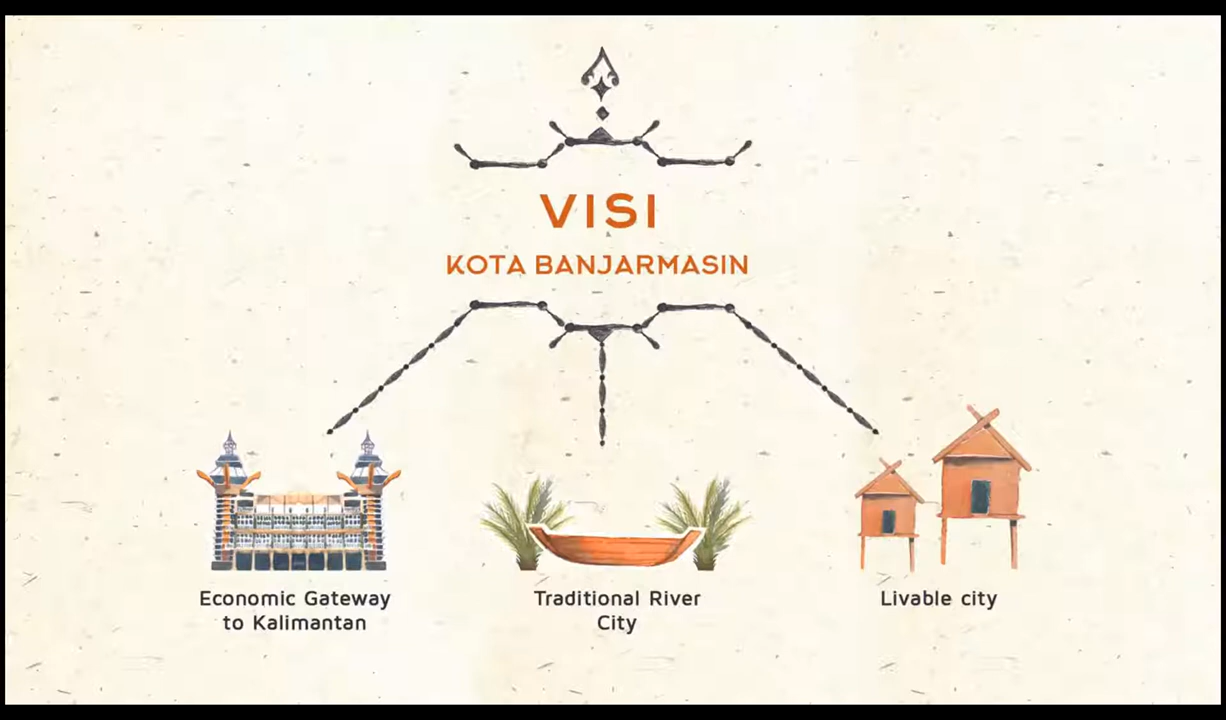 VISI
KOTA BANJARMASIN
Economic Gateway
to Kalimantan
Traditional River
City
Livable city